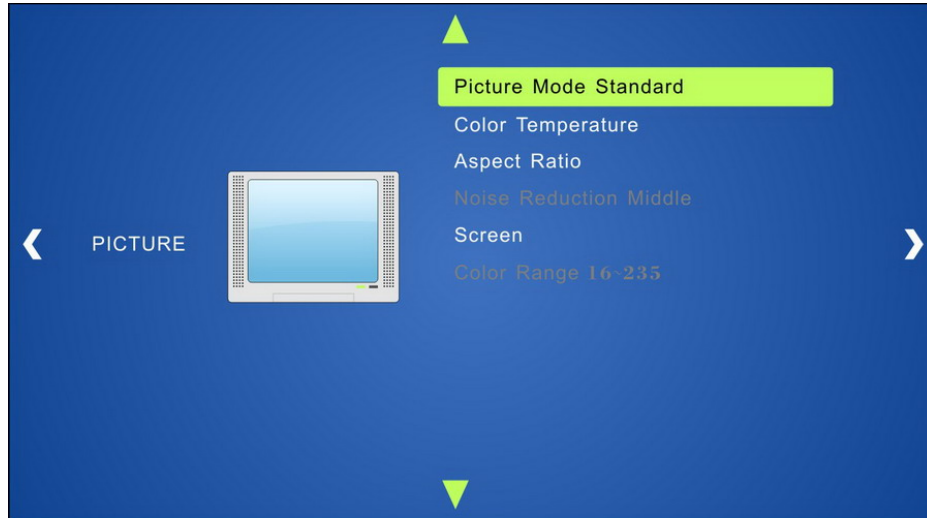 Picture Mode Standard
Color Temperature
Aspect Ratio
Noise Reduction Middle
PICTURE
Screen
Color Range 16~235